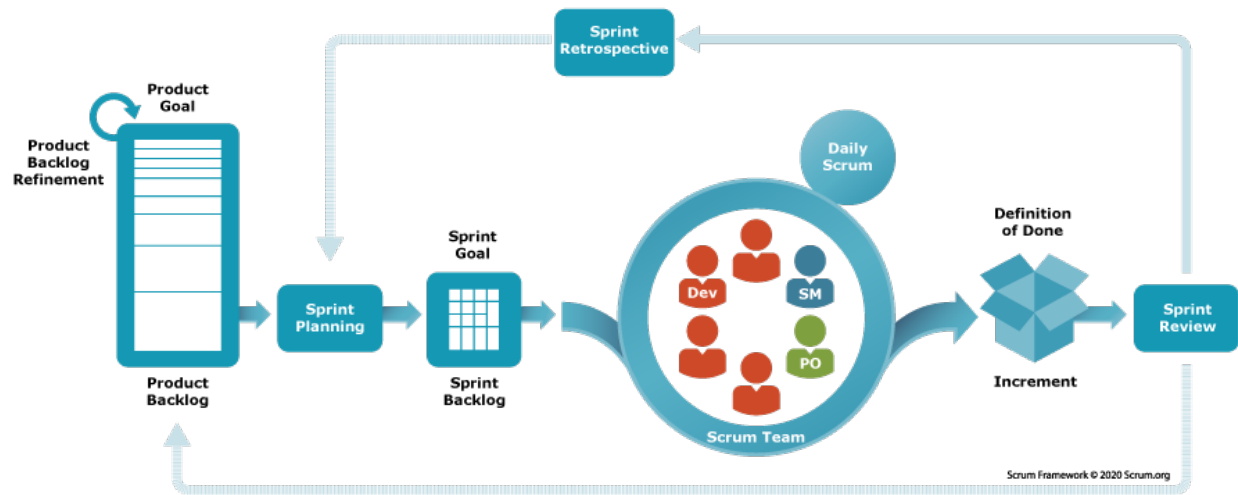 Sprint
Retrospective
Product
Goal
Product
Backlog
Refinement
Daily
Scrum
Sprint
Goal
Definition
of Done
Dev
SM
Sprint
Planning
Sprint
Review
PO
Product
Backlog
Sprint
Backlog
Increment
Scrum Team
Scrum Framework © 2020 Scrum.org